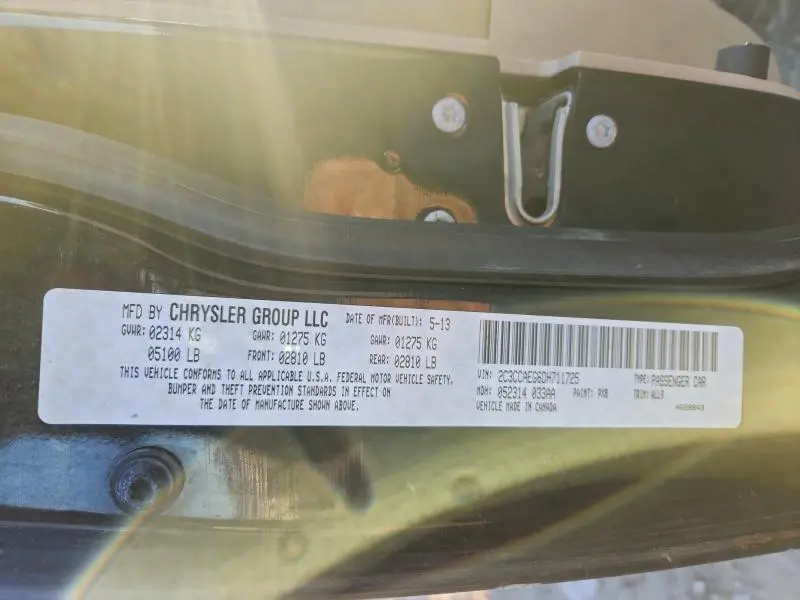 MFD BY CHRYSLER GROUP LLC DATE OF MFR(BUILT): 5-13
GVWR: 02314 KG GAWR: 01275 KG GAWR: 01275 KG
05100 LB FRONT: 02810 LB REAR: 02810 LB
THIS VEHICLE CONFORMS TO ALL APPLICABLE U.S.A. FEDERAL MOTOR VEHICLE SAFETY,
BUMPER AND THEFT PREVENTION STANDARDS IN EFFECT ON
THE DATE OF MANUFACTURE SHOWN ABOVE.
VIN: 2C3CCAEG6DH711725 TYPE: PASSENGER CAR
MDH: 052314 033AA PAINT: PXB TRIM: ALL9
VEHICLE MADE IN CANADA